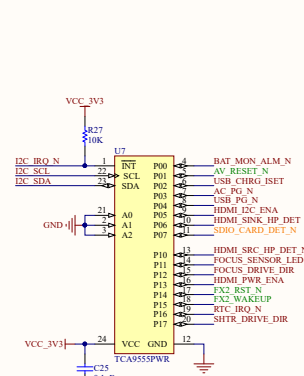 VCC_3V3
R27
10K
U7
I2C_IRQ_N 1 INT P00 4 BAT_MON_ALM_N
I2C_SCL 22 SCL P01 5 AV_RESET_N
I2C_SDA 23 SDA P02 6 USB_CHRG_ISET
P03 7 AC_PG_N
P04 8 USB_PG_N
GND 21 A0 P05 9 HDMI_I2C_ENA
2 A1 P06 10 HDMI_SINK_HP_DET
3 A2 P07 11 SDIO_CARD_DET_N
P10 13 HDMI_SRC_HP_DET_N
P11 14 FOCUS_SENSOR_LED
P12 15 FOCUS_DRIVE_DIR
P13 16 HDMI_PWR_ENA
P14 17 FX2_RST_N
P15 18 FX2_WAKEUP
P16 19 RTC_IRQ_N
P17 20 SHTR_DRIVE_DIR
VCC_3V3 24 VCC GND 12
TCA9555PWR
C25